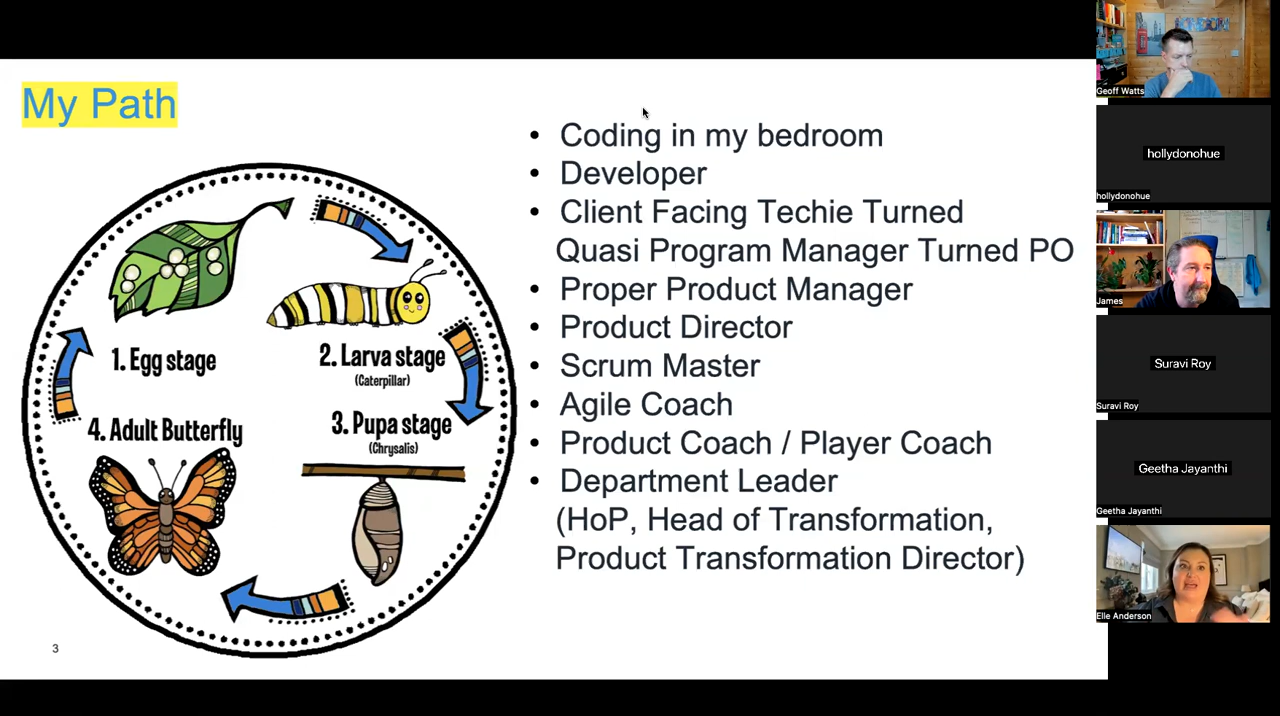 My Path
1. Egg stage
2. Larva stage
(Caterpillar)
3. Pupa stage
(Chrysalis)
4. Adult Butterfly
• Coding in my bedroom
• Developer
• Client Facing Techie Turned
Quasi Program Manager Turned PO
• Proper Product Manager
• Product Director
• Scrum Master
• Agile Coach
• Product Coach / Player Coach
• Department Leader
(HoP, Head of Transformation,
Product Transformation Director)
3
LONDON
Geoff Watts
hollydonohue
hollydonohue
James
Suravi Roy
Suravi Roy
Geetha Jayanthi
Geetha Jayanthi
Elle Anderson